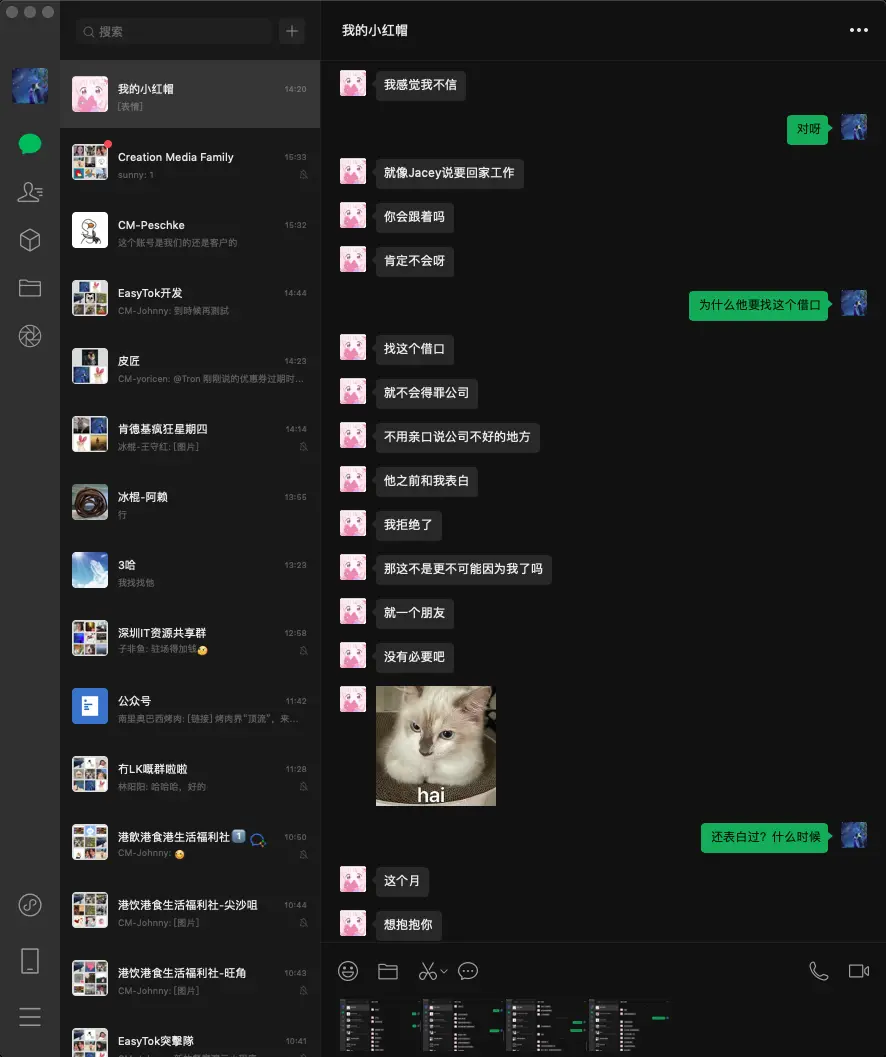 搜索
我的小红帽
14:20
[表情]
Creation Media Family
15:33
sunny: 1
CM-Peschke
15:32
这个账号是我们的还是客户的
EasyTok开发
14:44
CM-Johnny: 到時候再測試
皮匠
14:23
CM-yoricen: @Tron 刚刚说的优惠券过期时...
肯德基疯狂星期四
14:14
冰棍-王守红: [图片]
冰棍-阿赖
13:55
行
3哈
13:23
我找找他
深圳IT资源共享群
12:58
子非鱼: 驻场得加钱
公众号
11:42
南里奥巴西烤肉: [链接] 烤肉界“顶流”，来...
冇LK嘅群啦啦
11:28
林阳阳: 哈哈哈，好的
港飲港食港生活福利社1️⃣
10:50
CM-Johnny:
港饮港食生活福利社-尖沙咀
10:44
CM-Johnny: [图片]
港饮港食生活福利社-旺角
10:43
CM-Johnny: [图片]
EasyTok突擊隊
10:41
我的小红帽
我感觉我不信
对呀
就像Jacey说要回家工作
你会跟着吗
肯定不会呀
为什么他要找这个借口
找这个借口
就不会得罪公司
不用亲口说公司不好的地方
他之前和我表白
我拒绝了
那这不是更不可能因为我了吗
就一个朋友
没有必要吧
hai
还表白过？什么时候
这个月
想抱抱你